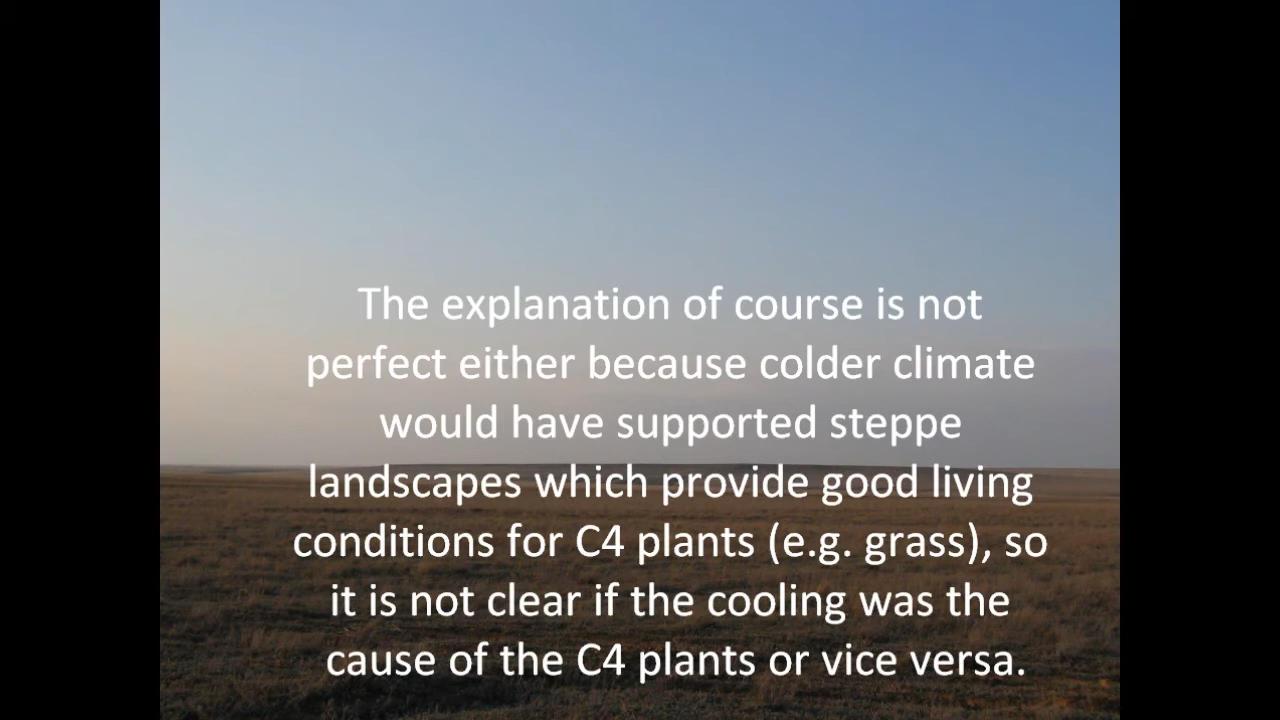 The explanation of course is not
perfect either because colder climate
would have supported steppe
landscapes which provide good living
conditions for C4 plants (e.g. grass), so
it is not clear if the cooling was the
cause of the C4 plants or vice versa.